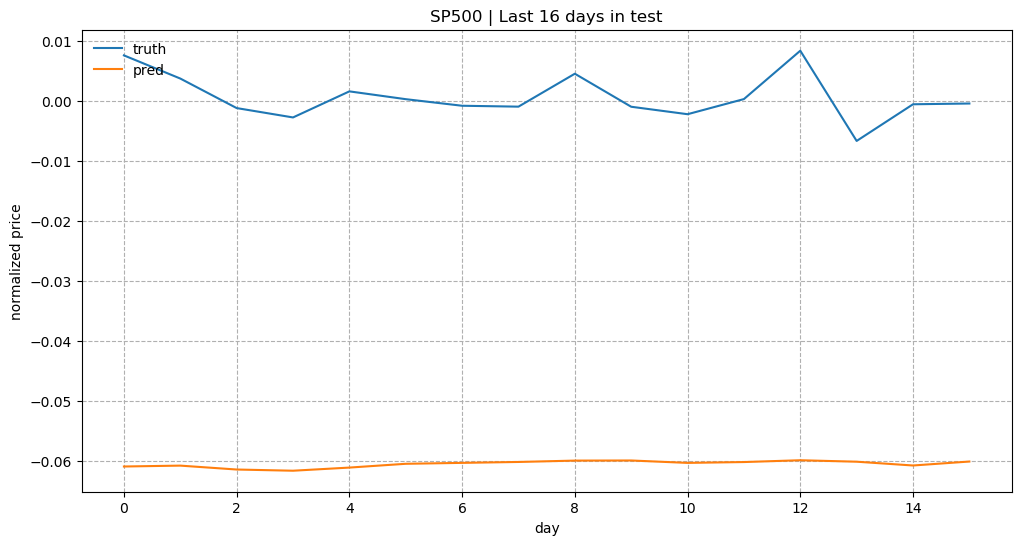 SP500 | Last 16 days in test
truth
pred
0.01
0.00
−0.01
−0.02
−0.03
−0.04
−0.05
−0.06
normalized price
0 2 4 6 8 10 12 14
day